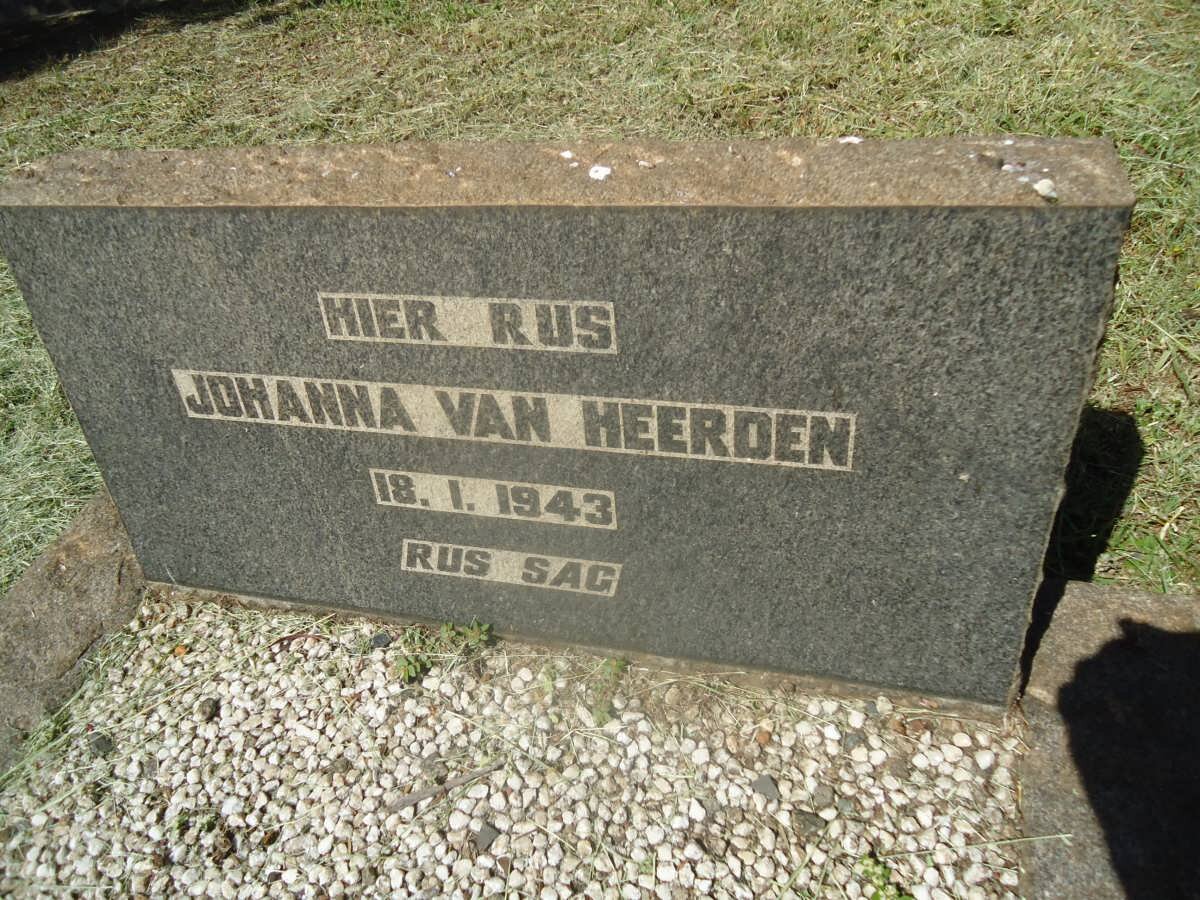 HIER RUS
JOHANNA VAN HEERDEN
18. 1. 1943
RUS SAG